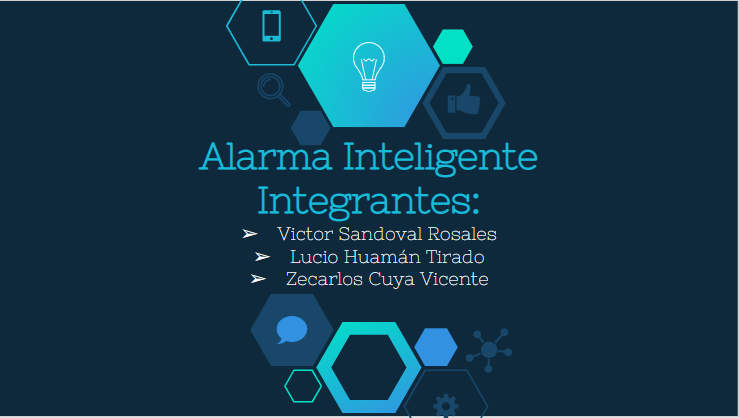 Alarma Inteligente
Integrantes:
➢ Victor Sandoval Rosales
➢ Lucio Huamán Tirado
➢ Zecarlos Cuya Vicente